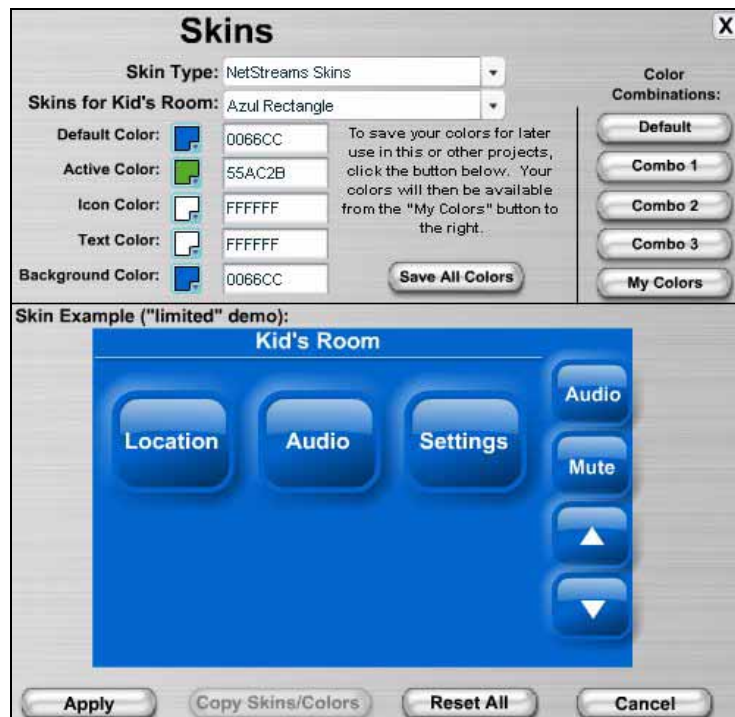 Skins
X
Skin Type: NetStreams Skins
Skins for Kid's Room: Azul Rectangle
Default Color: 0066CC
Active Color: 55AC2B
Icon Color: FFFFFF
Text Color: FFFFFF
Background Color: 0066CC
To save your colors for later
use in this or other projects,
click the button below. Your
colors will then be available
from the "My Colors" button to
the right.
Save All Colors
Color
Combinations:
Default
Combo 1
Combo 2
Combo 3
My Colors
Skin Example ("limited" demo):
Kid's Room
Location Audio Settings
Audio
Mute
Apply Copy Skins/Colors Reset All Cancel